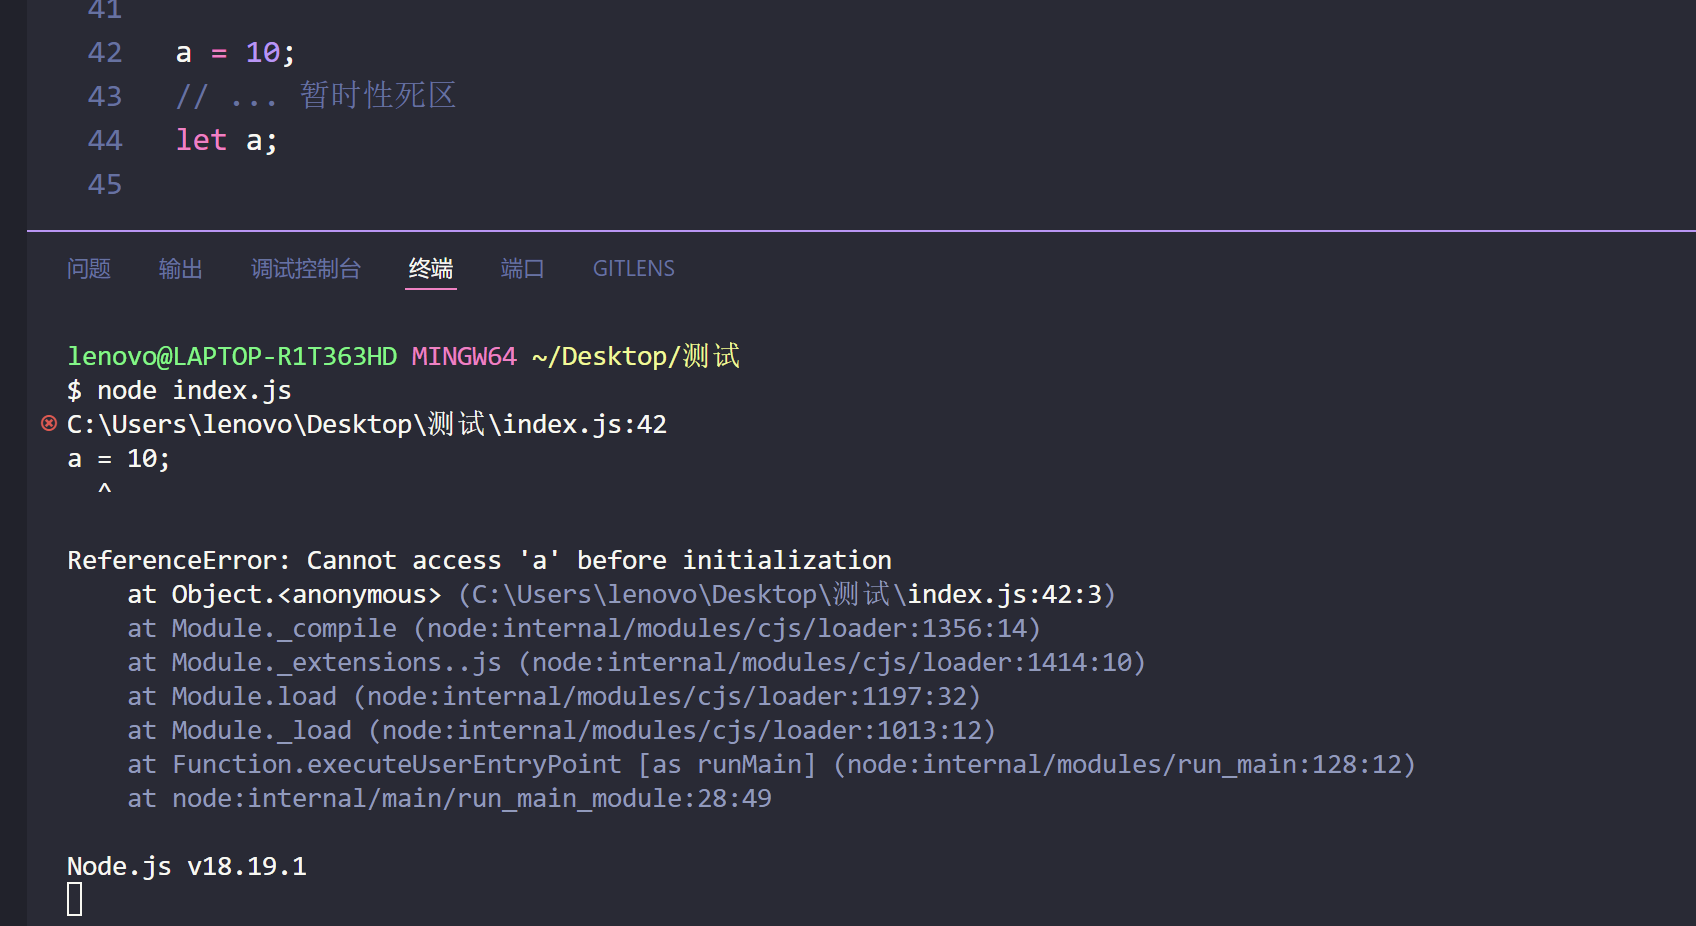 41
42 a = 10;
43 // ... 暂时性死区
44 let a;
45
问题 输出 调试控制台 终端 端口 GITLENS
lenovo@LAPTOP-R1T363HD MINGW64 ~/Desktop/测试
$ node index.js
C:\Users\lenovo\Desktop\测试\index.js:42
a = 10;
^
ReferenceError: Cannot access 'a' before initialization
at Object.<anonymous> (C:\Users\lenovo\Desktop\测试\index.js:42:3)
at Module._compile (node:internal/modules/cjs/loader:1356:14)
at Module._extensions..js (node:internal/modules/cjs/loader:1414:10)
at Module.load (node:internal/modules/cjs/loader:1197:32)
at Module._load (node:internal/modules/cjs/loader:1013:12)
at Function.executeUserEntryPoint [as runMain] (node:internal/modules/run_main:128:12)
at node:internal/main/run_main_module:28:49
Node.js v18.19.1